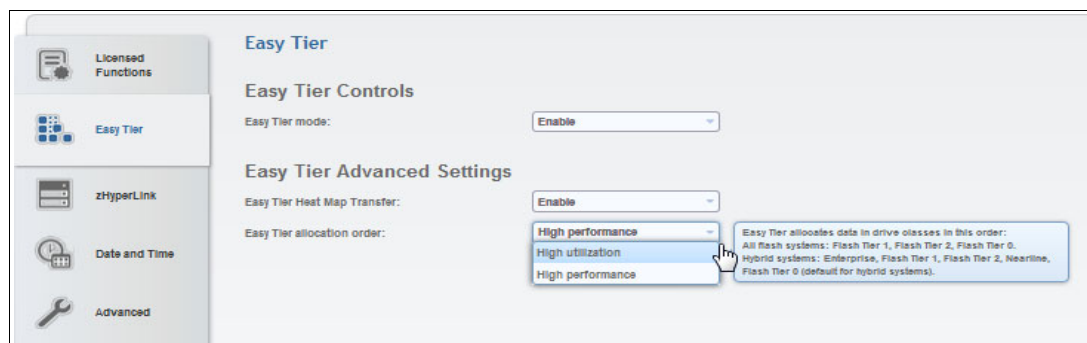 Licensed
Functions
Easy Tier
zHyperLink
Date and Time
Advanced
Easy Tier
Easy Tier Controls
Easy Tier mode:
Enable
Easy Tier Advanced Settings
Easy Tier Heat Map Transfer:
Enable
Easy Tier allocation order:
High performance
High utilization
High performance
Easy Tier allocates data in drive classes in this order:
All flash systems: Flash Tier 1, Flash Tier 2, Flash Tier 0.
Hybrid systems: Enterprise, Flash Tier 1, Flash Tier 2, Nearline,
Flash Tier 0 (default for hybrid systems).